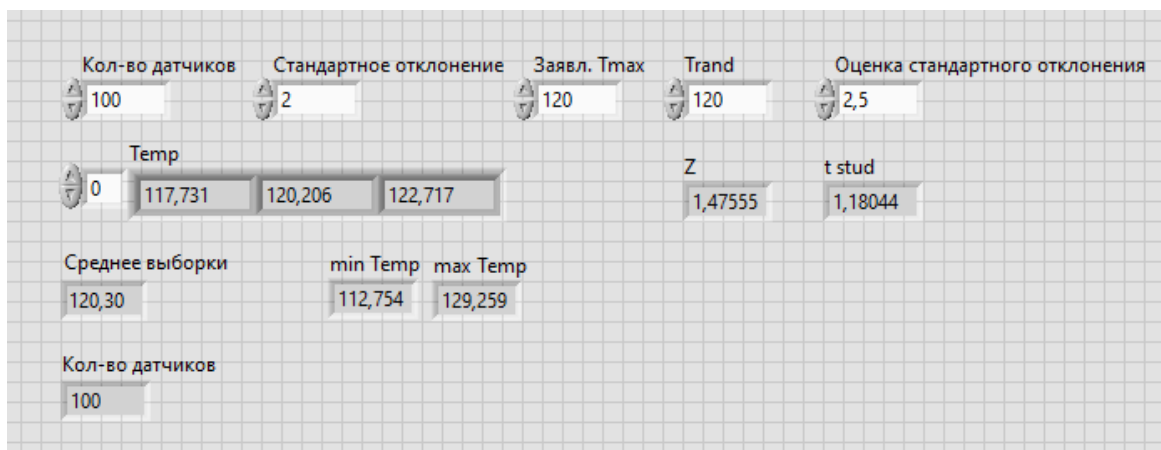 Кол-во датчиков Стандартное отклонение Заявл. Tmax Trand Оценка стандартного отклонения
100 2 120 120 2,5
Temp
0 117,731 120,206 122,717
Z t stud
1,47555 1,18044
Среднее выборки min Temp max Temp
120,30 112,754 129,259
Кол-во датчиков
100